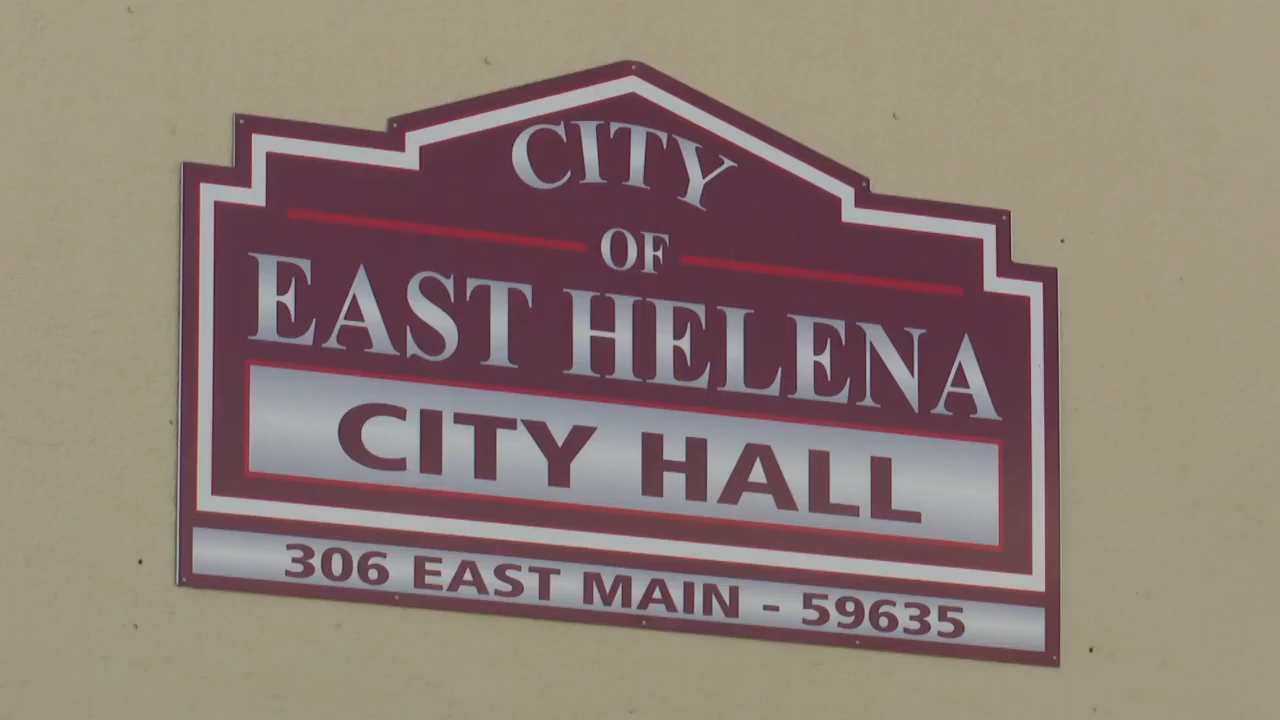 CITY
OF
EAST HELENA
CITY HALL
306 EAST MAIN - 59635